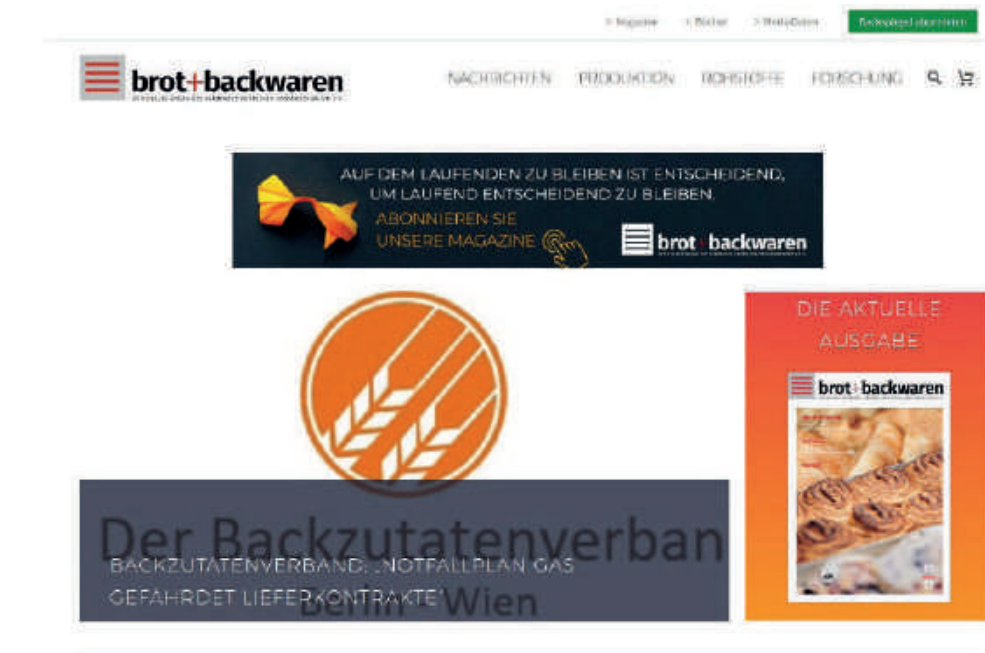 > Magazine > Bücher > MediaDaten
brot+backwaren
NACHRICHTEN PRODUKTION ROHSTOFFE FORSCHUNG
AUF DEM LAUFENDEN ZU BLEIBEN IST ENTSCHEIDEND,
UM LAUFEND ENTSCHEIDEND ZU BLEIBEN.
ABONNIEREN SIE
UNSERE MAGAZINE
brot+backwaren
DIE AKTUELLE
AUSGABE
brot+backwaren
Der Backzutatenverban
BACKZUTATENVERBAND: „NOTFALLPLAN GAS
GEFÄHRDET LIEFERKONTRAKTE“
Berlin Wien